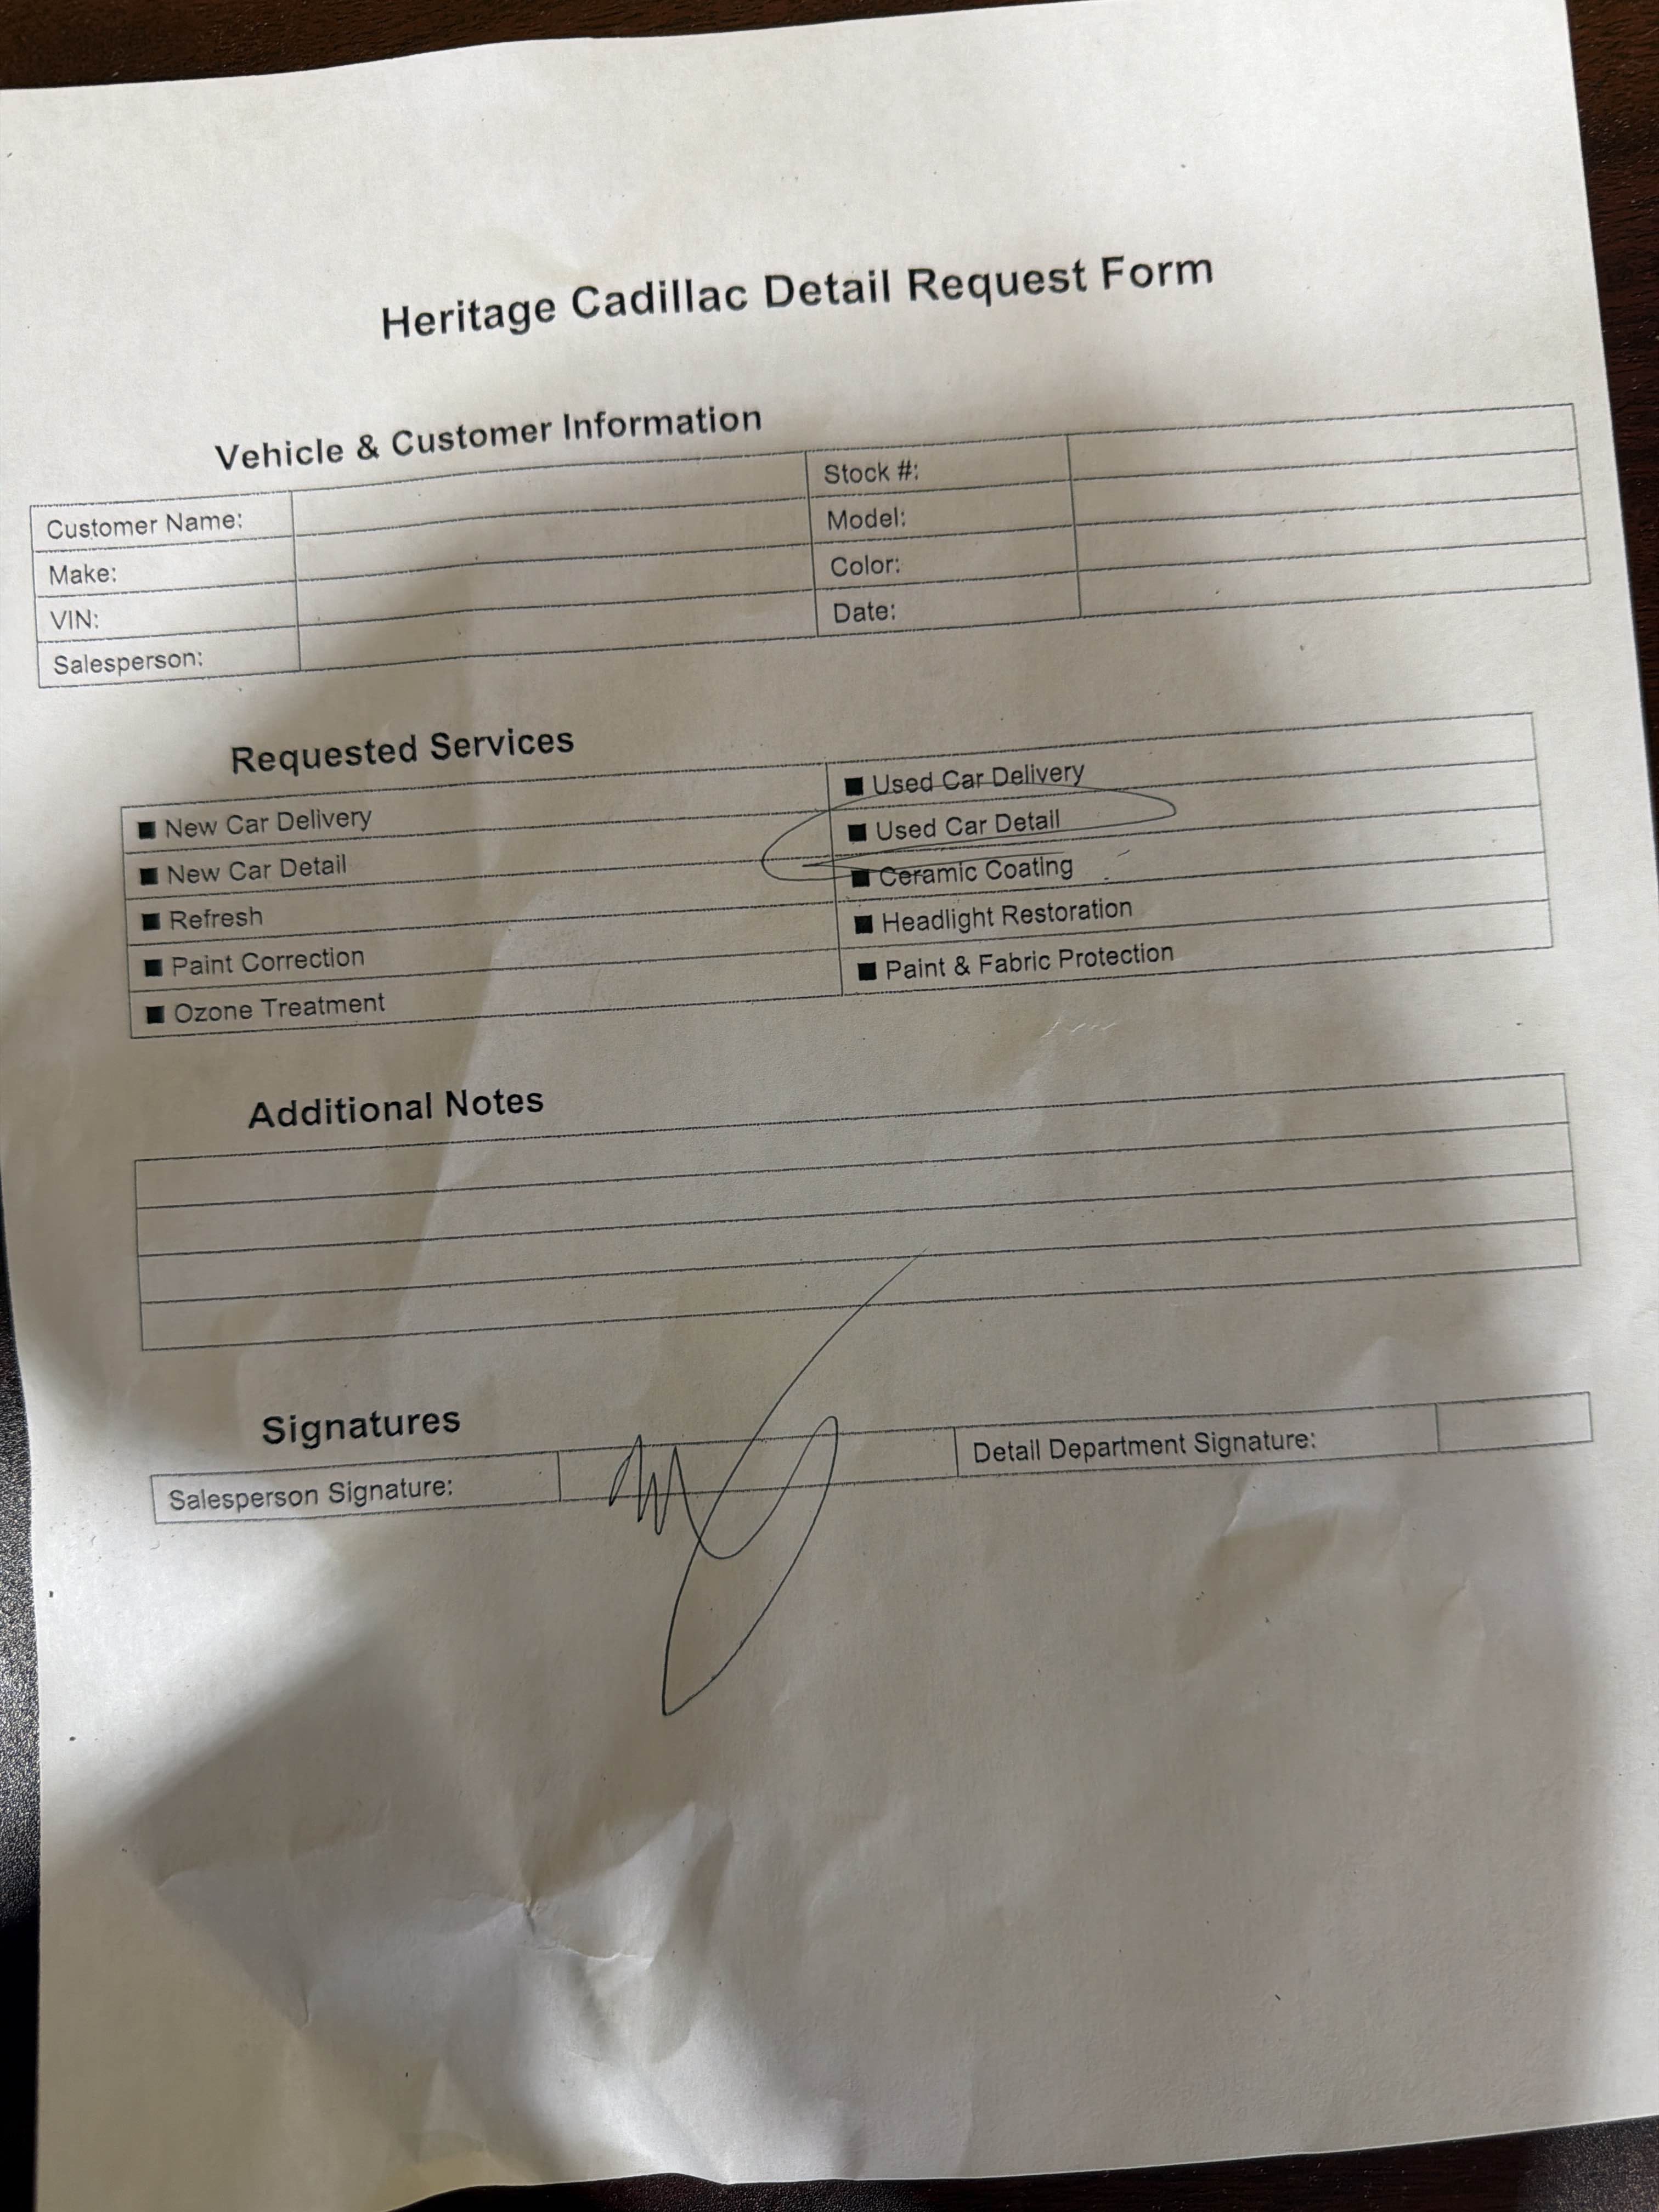 Heritage Cadillac Detail Request Form
Vehicle & Customer Information
Customer Name: Stock #:
Make: Model:
VIN: Color:
Salesperson: Date:
Requested Services
■ New Car Delivery ■ Used Car Delivery
■ New Car Detail ■ Used Car Detail
■ Refresh ■ Ceramic Coating
■ Paint Correction ■ Headlight Restoration
■ Ozone Treatment ■ Paint & Fabric Protection
Additional Notes
Signatures
Salesperson Signature: Detail Department Signature: